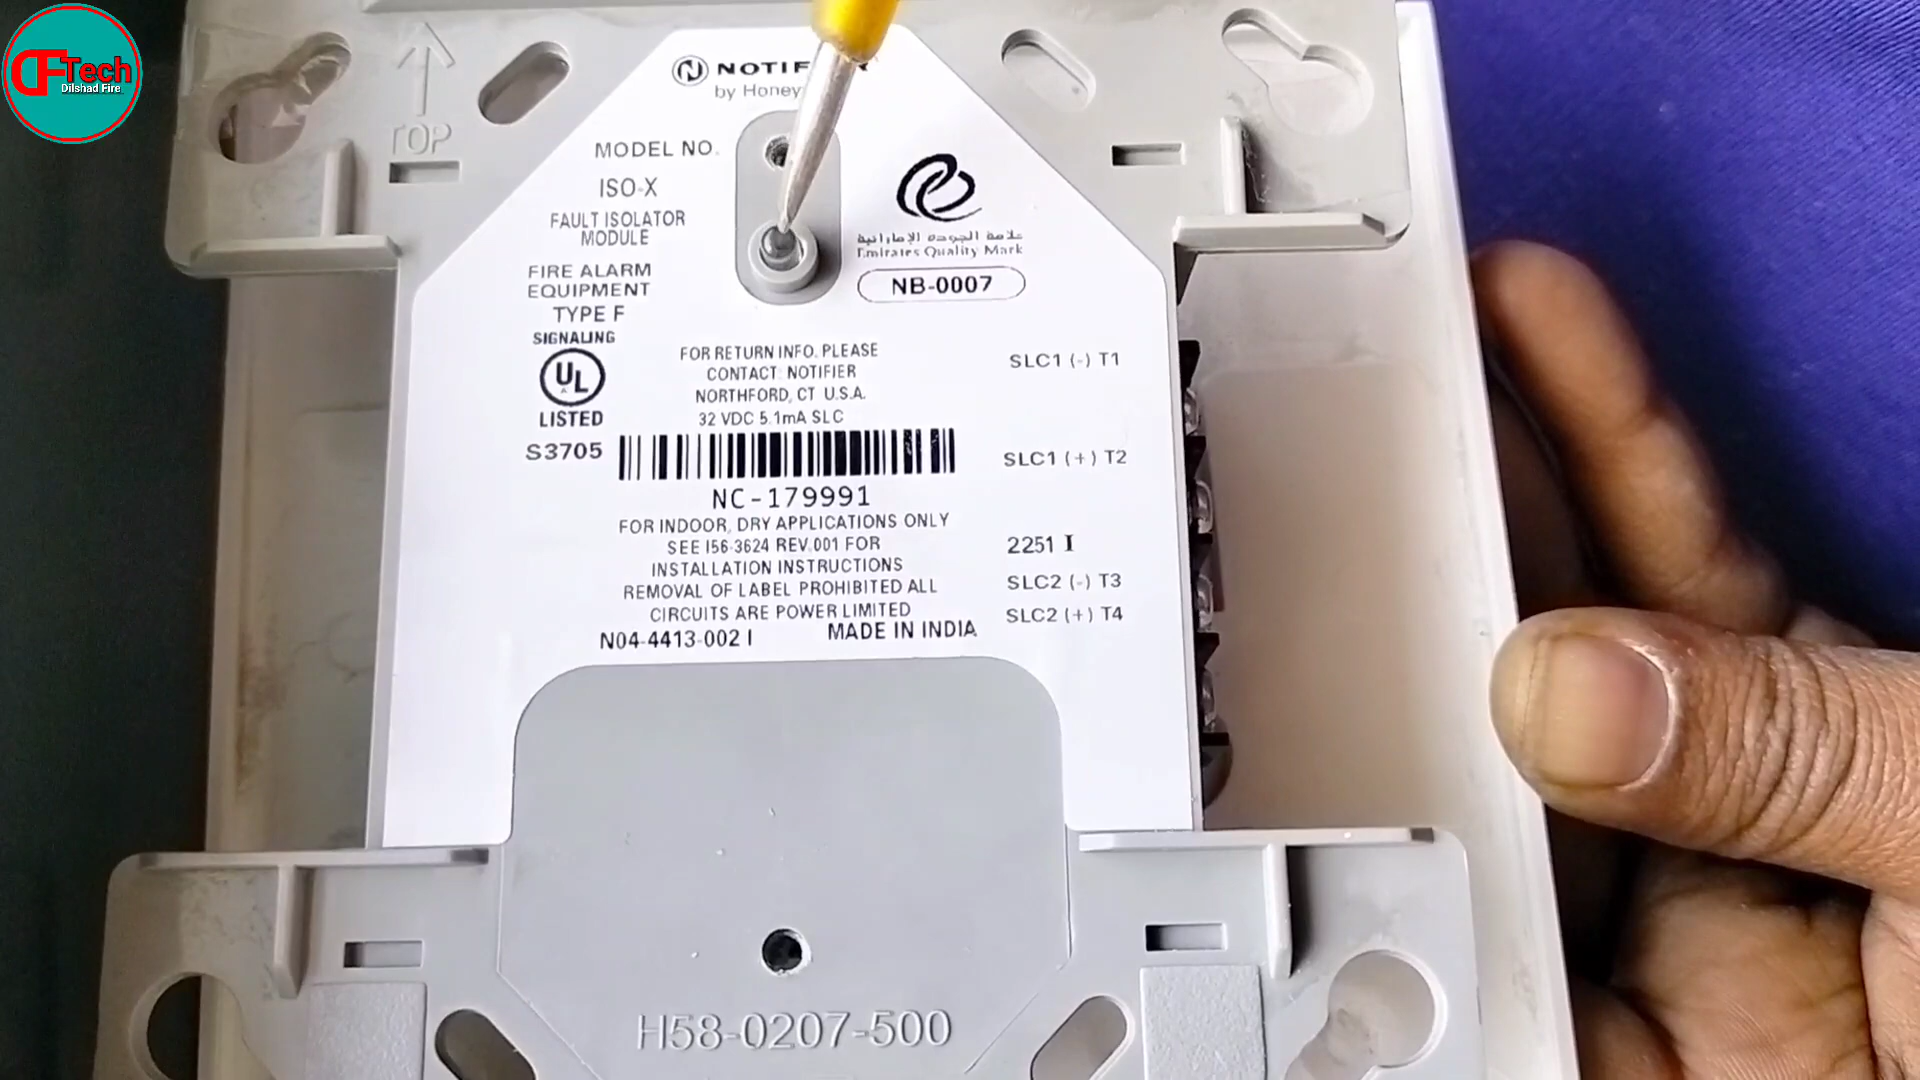 DFTech
Dilshad Fire.
TOP
by
MODEL NO.
ISO-X
FAULT ISOLATOR
MODULE
FIRE ALARM
EQUIPMENT
TYPE F
SIGNALING
UL
LISTED
S3705
علامة الجودة الإماراتية
Emirates Quality Mark
NB-0007
FOR RETURN INFO. PLEASE
CONTACT: NOTIFIER
NORTHFORD, CT U.S.A.
32 VDC 5.1mA SLC
NC-179991
FOR INDOOR, DRY APPLICATIONS ONLY
SEE I56-3624 REV.001 FOR
INSTALLATION INSTRUCTIONS
REMOVAL OF LABEL PROHIBITED ALL
CIRCUITS ARE POWER LIMITED
N04-4413-002 I MADE IN INDIA
SLC1 (-) T1
SLC1 (+) T2
2251 I
SLC2 (-) T3
SLC2 (+) T4
H58-0207-500